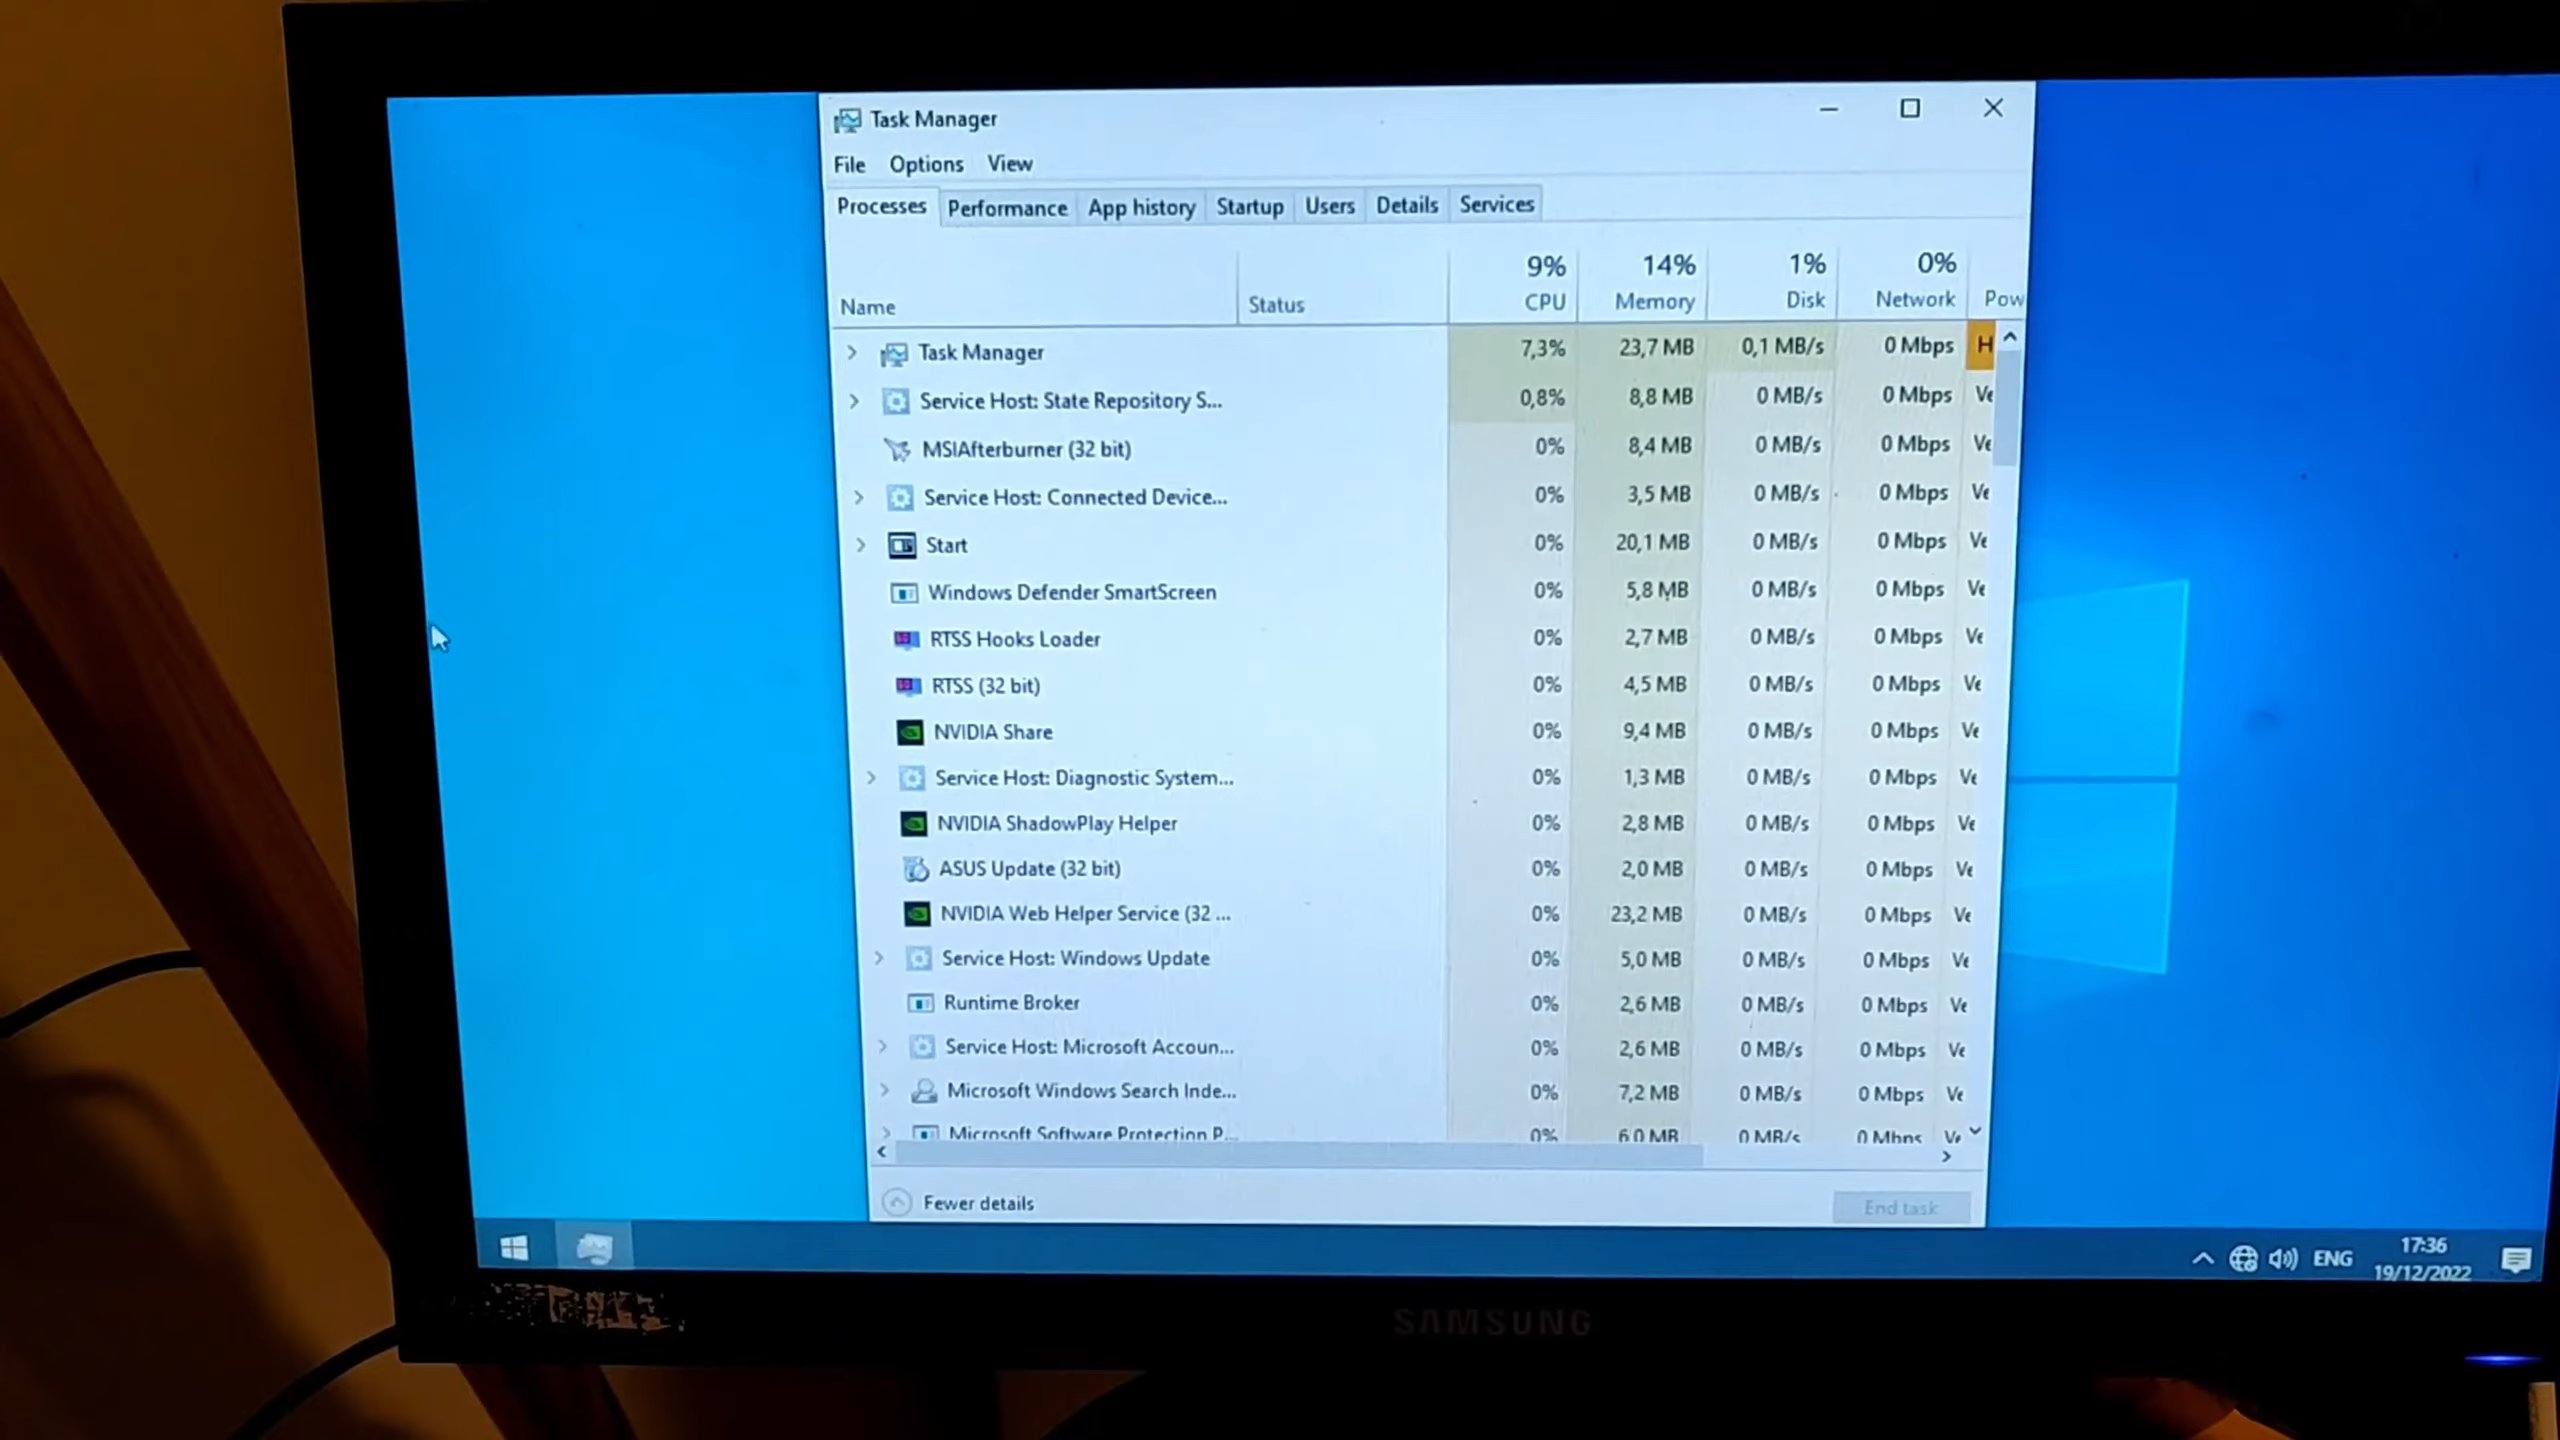 Task Manager
File Options View
Processes Performance App history Startup Users Details Services
9% 14% 1% 0%
Name Status CPU Memory Disk Network Pow
Task Manager 7,3% 23,7 MB 0,1 MB/s 0 Mbps H
Service Host: State Repository S... 0,8% 8,8 MB 0 MB/s 0 Mbps Ve
MSIAfterburner (32 bit) 0% 8,4 MB 0 MB/s 0 Mbps Ve
Service Host: Connected Device... 0% 3,5 MB 0 MB/s 0 Mbps Ve
Start 0% 20,1 MB 0 MB/s 0 Mbps Ve
Windows Defender SmartScreen 0% 5,8 MB 0 MB/s 0 Mbps Ve
RTSS Hooks Loader 0% 2,7 MB 0 MB/s 0 Mbps Ve
RTSS (32 bit) 0% 4,5 MB 0 MB/s 0 Mbps Ve
NVIDIA Share 0% 9,4 MB 0 MB/s 0 Mbps Ve
Service Host: Diagnostic System... 0% 1,3 MB 0 MB/s 0 Mbps Ve
NVIDIA ShadowPlay Helper 0% 2,8 MB 0 MB/s 0 Mbps Ve
ASUS Update (32 bit) 0% 2,0 MB 0 MB/s 0 Mbps Ve
NVIDIA Web Helper Service (32 ... 0% 23,2 MB 0 MB/s 0 Mbps Ve
Service Host: Windows Update 0% 5,0 MB 0 MB/s 0 Mbps Ve
Runtime Broker 0% 2,6 MB 0 MB/s 0 Mbps Ve
Service Host: Microsoft Accoun... 0% 2,6 MB 0 MB/s 0 Mbps Ve
Microsoft Windows Search Inde... 0% 7,2 MB 0 MB/s 0 Mbps Ve
Microsoft Software Protection P... 0% 6,0 MB 0 MB/s 0 Mbps Ve
Fewer details End task
ENG 17:36
19/12/2022
SAMSUNG